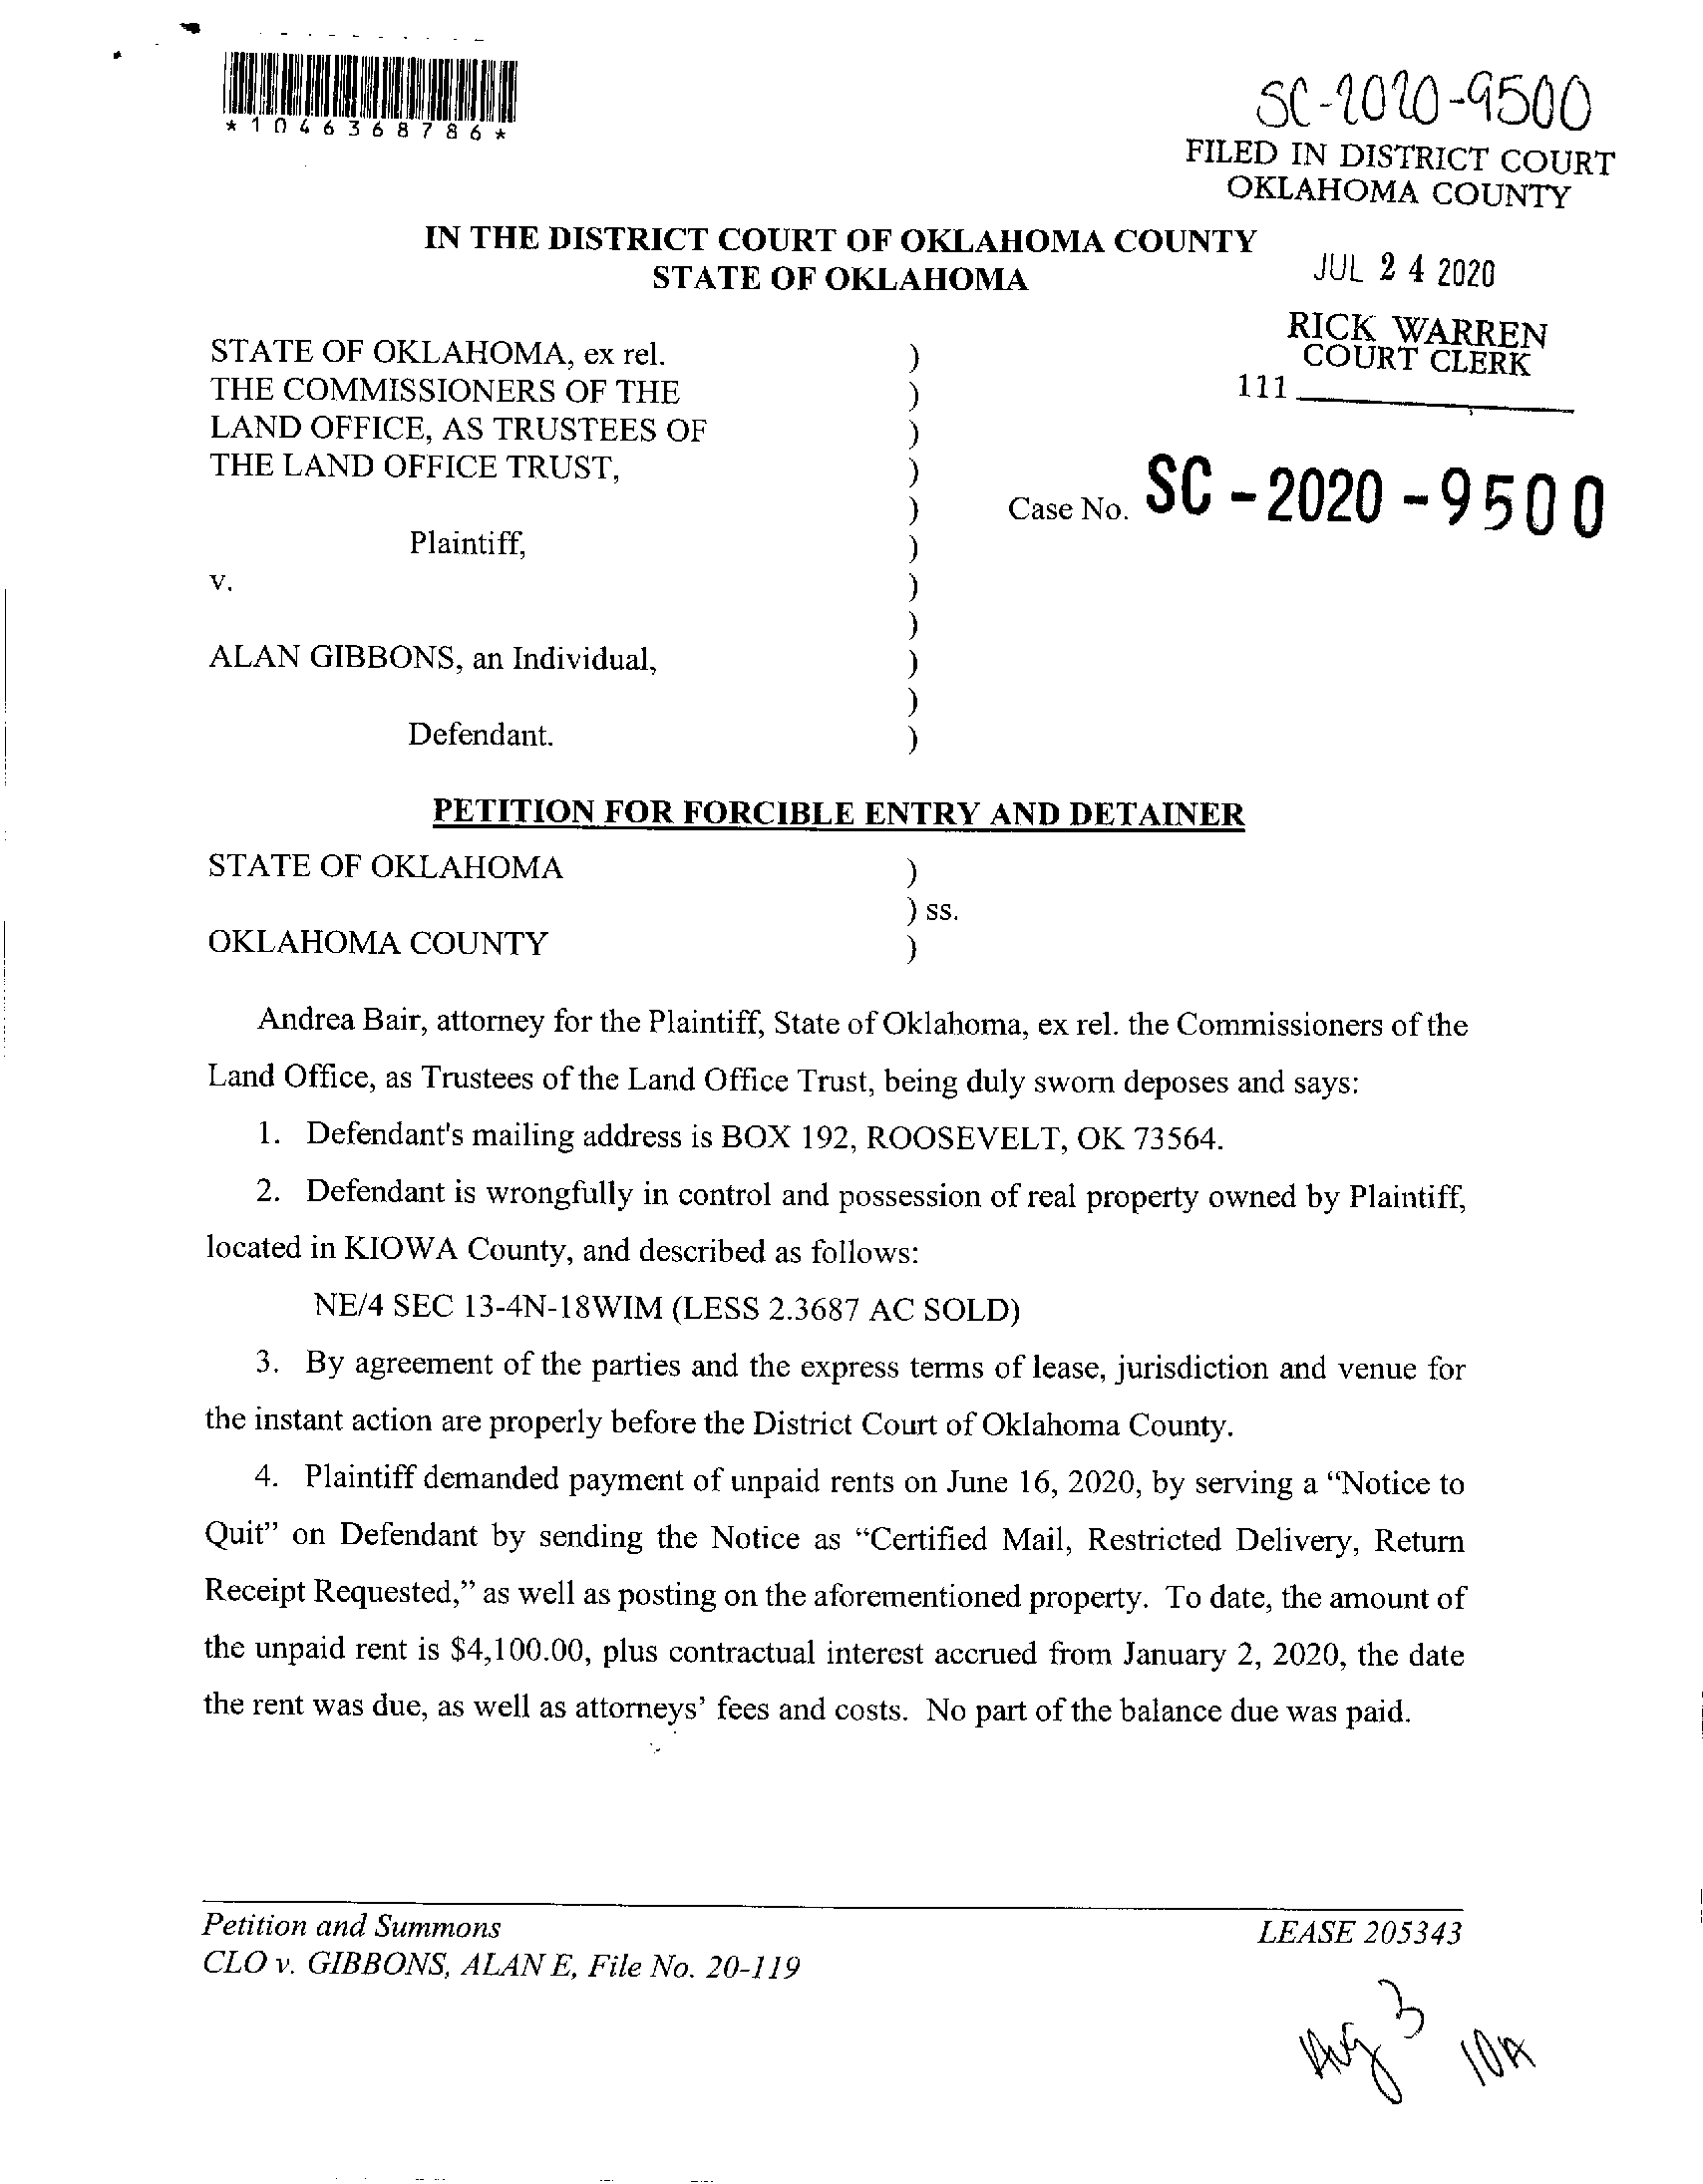 *1046368786*
SC-2020-9500
FILED IN DISTRICT COURT
OKLAHOMA COUNTY
IN THE DISTRICT COURT OF OKLAHOMA COUNTY
STATE OF OKLAHOMA
JUL 24 2020
RICK WARREN
COURT CLERK
111
STATE OF OKLAHOMA, ex rel. )
THE COMMISSIONERS OF THE )
LAND OFFICE, AS TRUSTEES OF )
THE LAND OFFICE TRUST, )
) Case No. SC-2020-9500
Plaintiff, )
v. )
)
ALAN GIBBONS, an Individual, )
)
Defendant. )
PETITION FOR FORCIBLE ENTRY AND DETAINER
STATE OF OKLAHOMA )
) ss.
OKLAHOMA COUNTY )
Andrea Bair, attorney for the Plaintiff, State of Oklahoma, ex rel. the Commissioners of the
Land Office, as Trustees of the Land Office Trust, being duly sworn deposes and says:
1. Defendant's mailing address is BOX 192, ROOSEVELT, OK 73564.
2. Defendant is wrongfully in control and possession of real property owned by Plaintiff,
located in KIOWA County, and described as follows:
NE/4 SEC 13-4N-18WIM (LESS 2.3687 AC SOLD)
3. By agreement of the parties and the express terms of lease, jurisdiction and venue for
the instant action are properly before the District Court of Oklahoma County.
4. Plaintiff demanded payment of unpaid rents on June 16, 2020, by serving a “Notice to
Quit” on Defendant by sending the Notice as “Certified Mail, Restricted Delivery, Return
Receipt Requested,” as well as posting on the aforementioned property. To date, the amount of
the unpaid rent is $4,100.00, plus contractual interest accrued from January 2, 2020, the date
the rent was due, as well as attorneys’ fees and costs. No part of the balance due was paid.
Petition and Summons LEASE 205343
CLO v. GIBBONS, ALAN E, File No. 20-119
Aug 3 10A